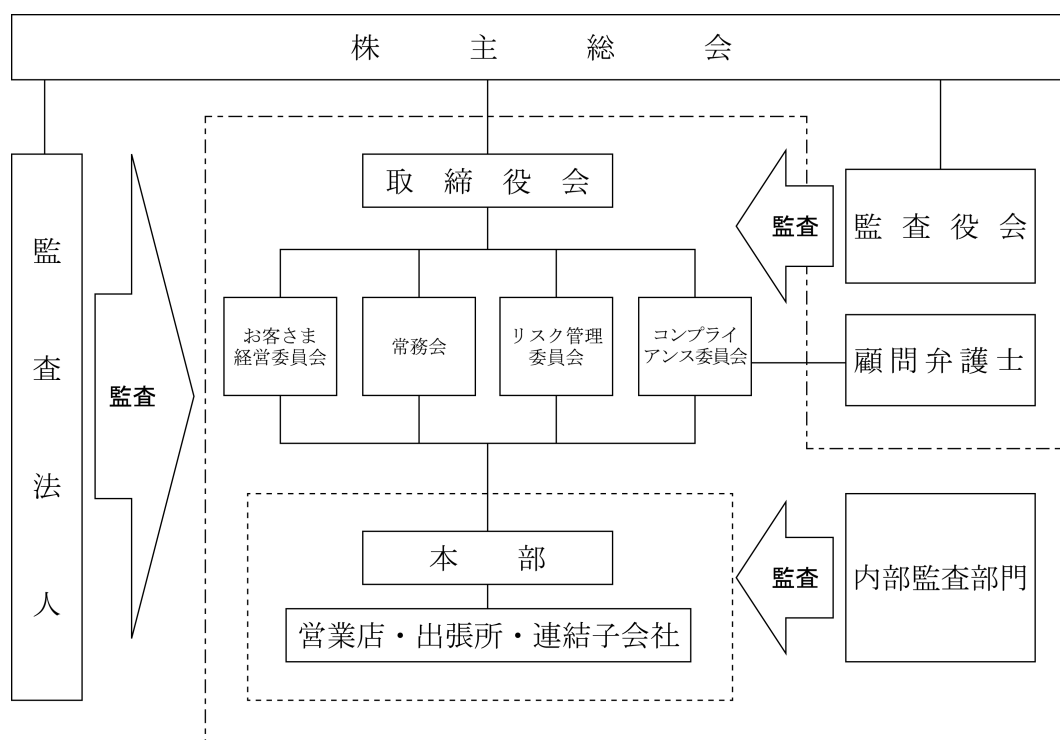 株主総会
取締役会
監査
監査役会
監査法人
監査
お客さま
経営委員会
常務会
リスク管理
委員会
コンプライ
アンス委員会
顧問弁護士
本部
監査
内部監査部門
営業店・出張所・連結子会社